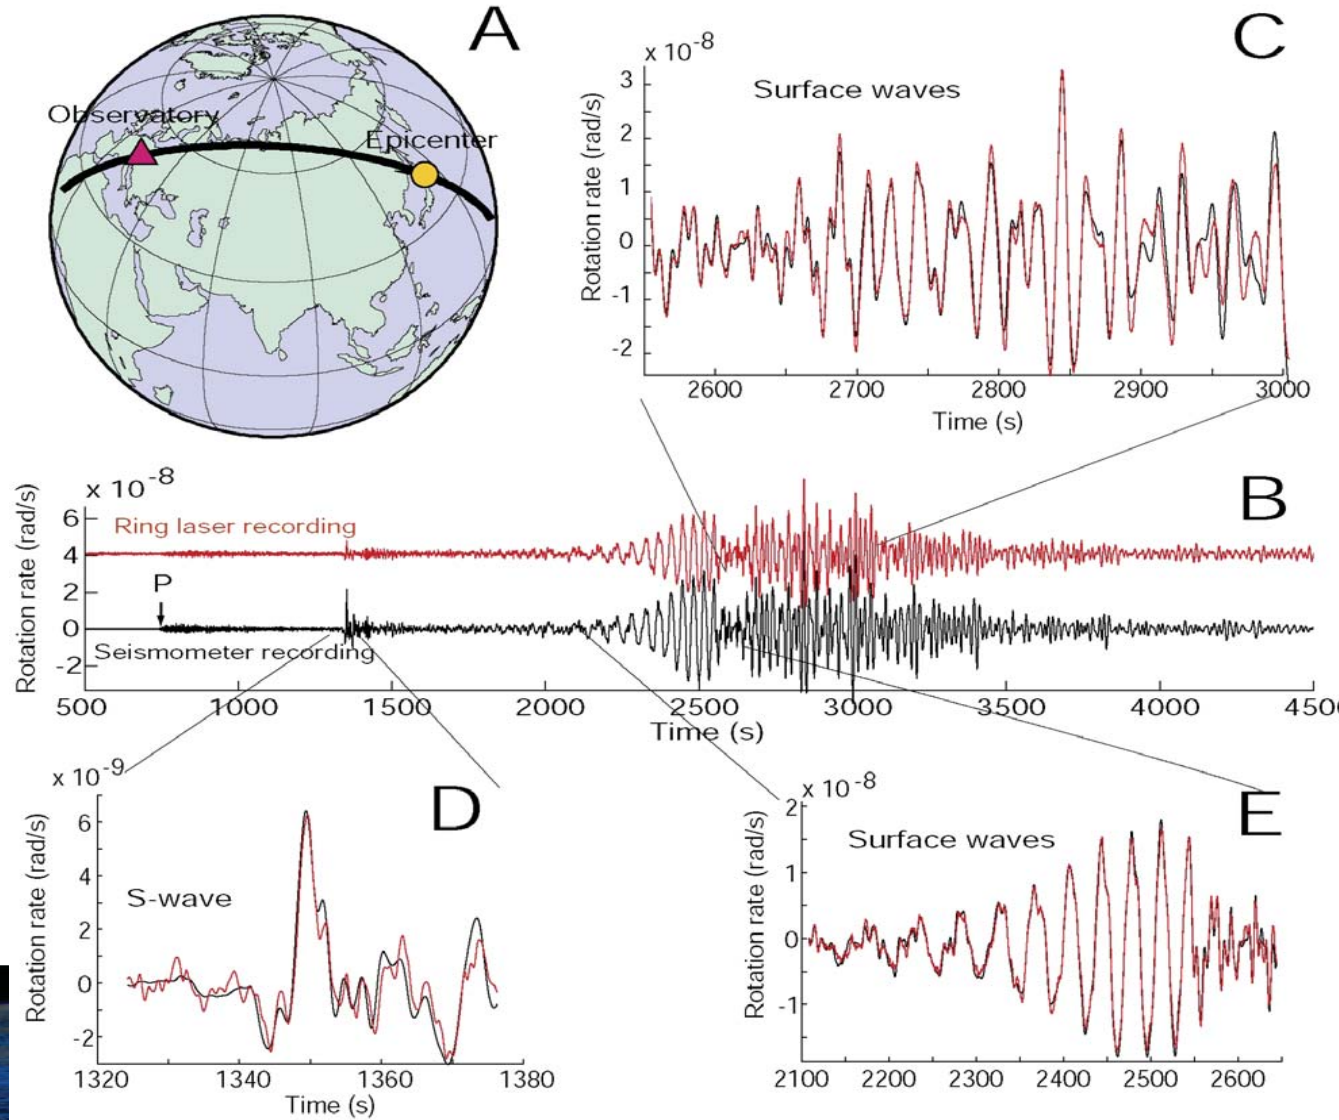 A
Observatory
Epicenter
C
x 10-8
Surface waves
Rotation rate (rad/s)
3
2
1
0
-1
-2
2600 2700 2800 2900 3000
Time (s)
B
x 10-8
Rotation rate (rad/s)
6
4
2
0
-2
Ring laser recording
P
Seismometer recording
500 1000 1500 2000 2500 3000 3500 4000
Time (s)
D
x 10-9
Rotation rate (rad/s)
6
4
2
0
-2
S-wave
1320 1340 1360 1380
Time (s)
E
x 10-8
Rotation rate (rad/s)
2
1
0
-1
Surface waves
2100 2200 2300 2400 2500 2600